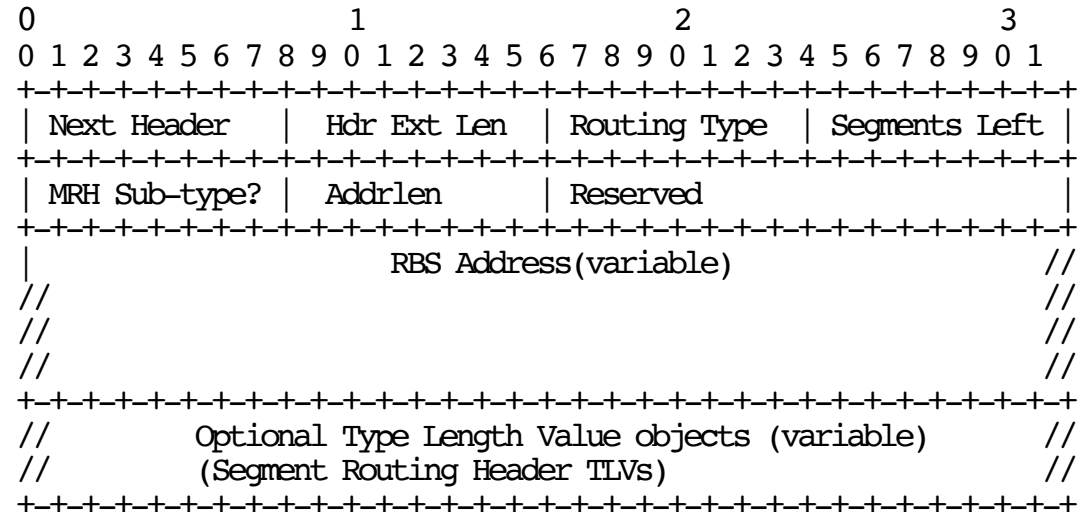 0                   1                   2                   3
0 1 2 3 4 5 6 7 8 9 0 1 2 3 4 5 6 7 8 9 0 1 2 3 4 5 6 7 8 9 0 1
+-+-+-+-+-+-+-+-+-+-+-+-+-+-+-+-+-+-+-+-+-+-+-+-+-+-+-+-+-+-+-+-+
| Next Header   |  Hdr Ext Len  | Routing Type  | Segments Left |
+-+-+-+-+-+-+-+-+-+-+-+-+-+-+-+-+-+-+-+-+-+-+-+-+-+-+-+-+-+-+-+-+
| MRH Sub-type? |  Addrlen      | Reserved                      |
+-+-+-+-+-+-+-+-+-+-+-+-+-+-+-+-+-+-+-+-+-+-+-+-+-+-+-+-+-+-+-+-+
|                      RBS Address(variable)                   //
//                                                             //
//                                                             //
//                                                             //
+-+-+-+-+-+-+-+-+-+-+-+-+-+-+-+-+-+-+-+-+-+-+-+-+-+-+-+-+-+-+-+-+
//         Optional Type Length Value objects (variable)       //
//         (Segment Routing Header TLVs)                       //
+-+-+-+-+-+-+-+-+-+-+-+-+-+-+-+-+-+-+-+-+-+-+-+-+-+-+-+-+-+-+-+-+